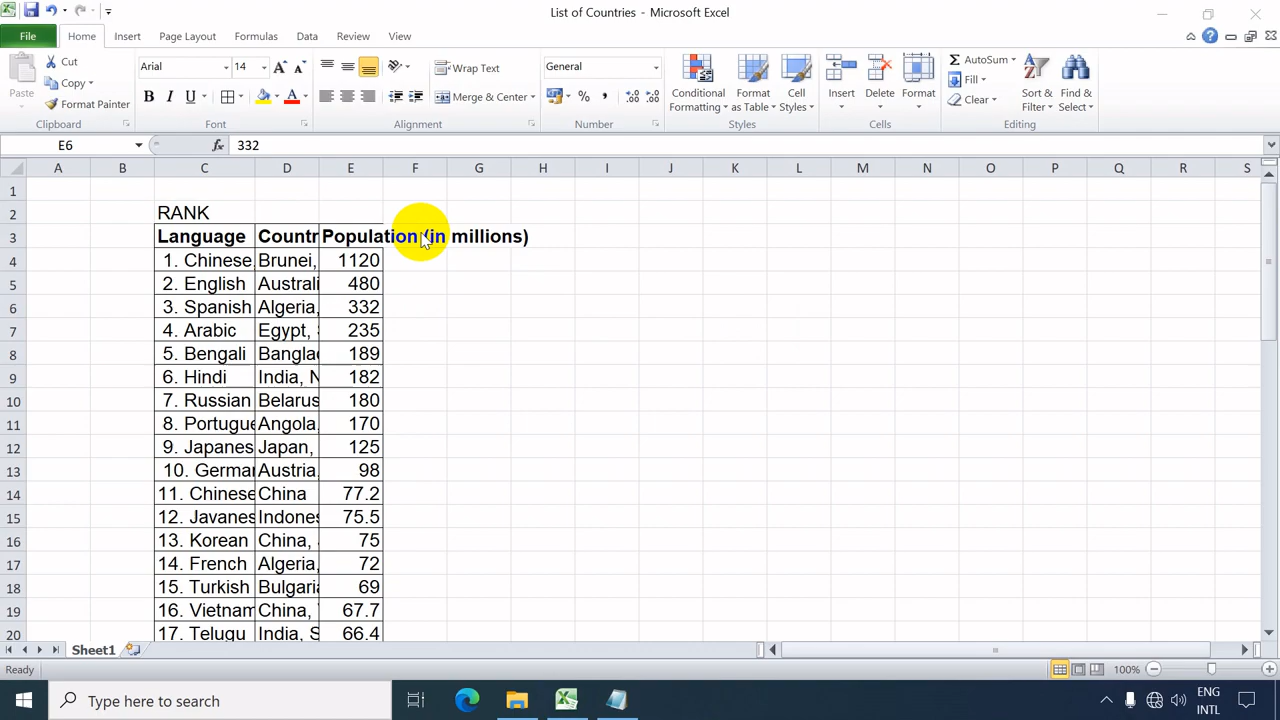 List of Countries - Microsoft Excel
File Home Insert Page Layout Formulas Data Review View
Paste Cut Copy Format Painter
Clipboard
Arial 14
B I U A
Font
Wrap Text
Merge & Center
Alignment
General
% ,
Number
Conditional Formatting Format as Table Cell Styles
Styles
Insert Delete Format
Cells
Σ AutoSum Fill Clear Sort & Filter Find & Select
Editing
E6 fx 332
A B C D E F G H I J K L M N O P Q R S
1
2 RANK
3 Language Countr Population (in millions)
4 1. Chinese, Brunei, 1120
5 2. English Australi 480
6 3. Spanish Algeria, 332
7 4. Arabic Egypt, 235
8 5. Bengali Banglad 189
9 6. Hindi India, N 182
10 7. Russian Belarus 180
11 8. Portugue Angola, 170
12 9. Japanes Japan, 125
13 10. German Austria, 98
14 11. Chinese China 77.2
15 12. Javanes Indones 75.5
16 13. Korean China, 75
17 14. French Algeria, 72
18 15. Turkish Bulgaria 69
19 16. Vietnam China, 67.7
20 17. Telugu India, S 66.4
Sheet1
Ready 100%
Type here to search
ENG
INTL